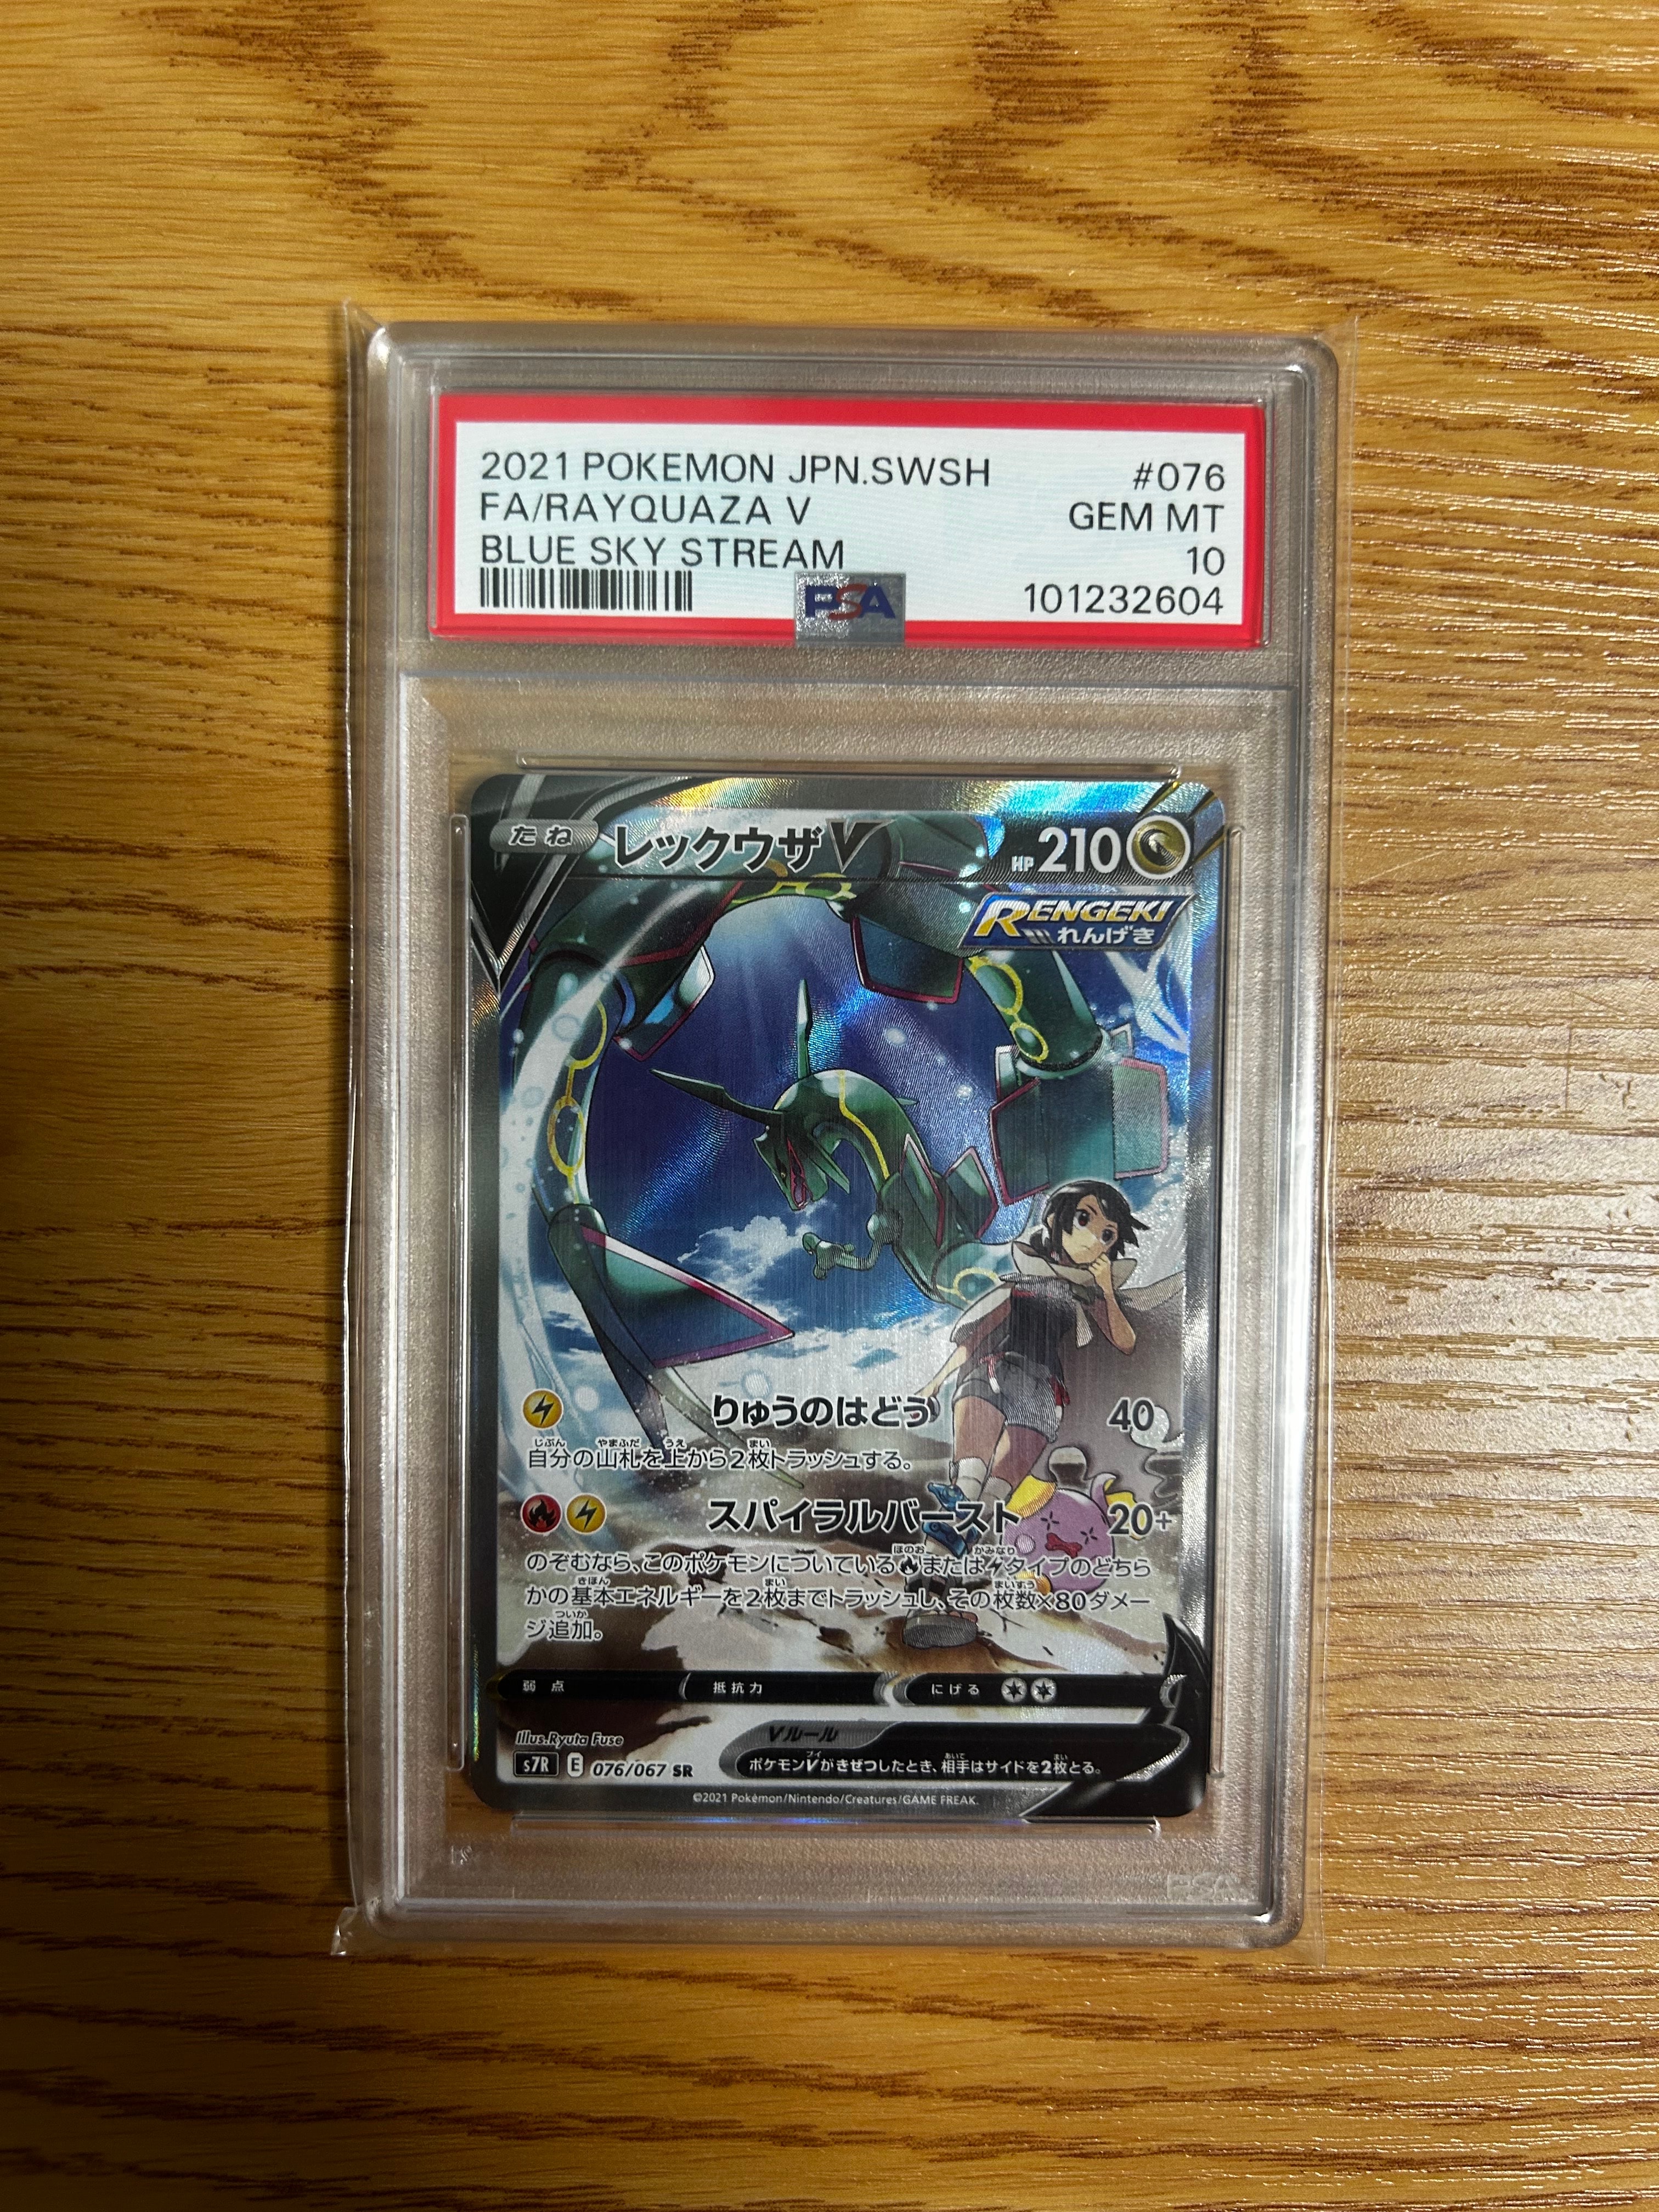 2021 POKEMON JPN.SWSH #076
FA/RAYQUAZA V GEM MT
BLUE SKY STREAM 10
PSA 101232604
たね レックウザV HP 210
RENGEKI
れんげき
りゅうのはどう 40
自分の山札を上から2枚トラッシュする。
スパイラルバースト 20+
のぞむなら、このポケモンについているまたはタイプのどちら
かの基本エネルギーを2枚までトラッシュし、その枚数×80ダメー
ジ追加。
弱点 抵抗力 にげる
Illus.Ryuta Fuse
Vルール
s7R E 076/067 SR ポケモンVがきぜつしたとき、相手はサイドを2枚とる。
©2021 Pokémon/Nintendo/Creatures/GAME FREAK.
PSA